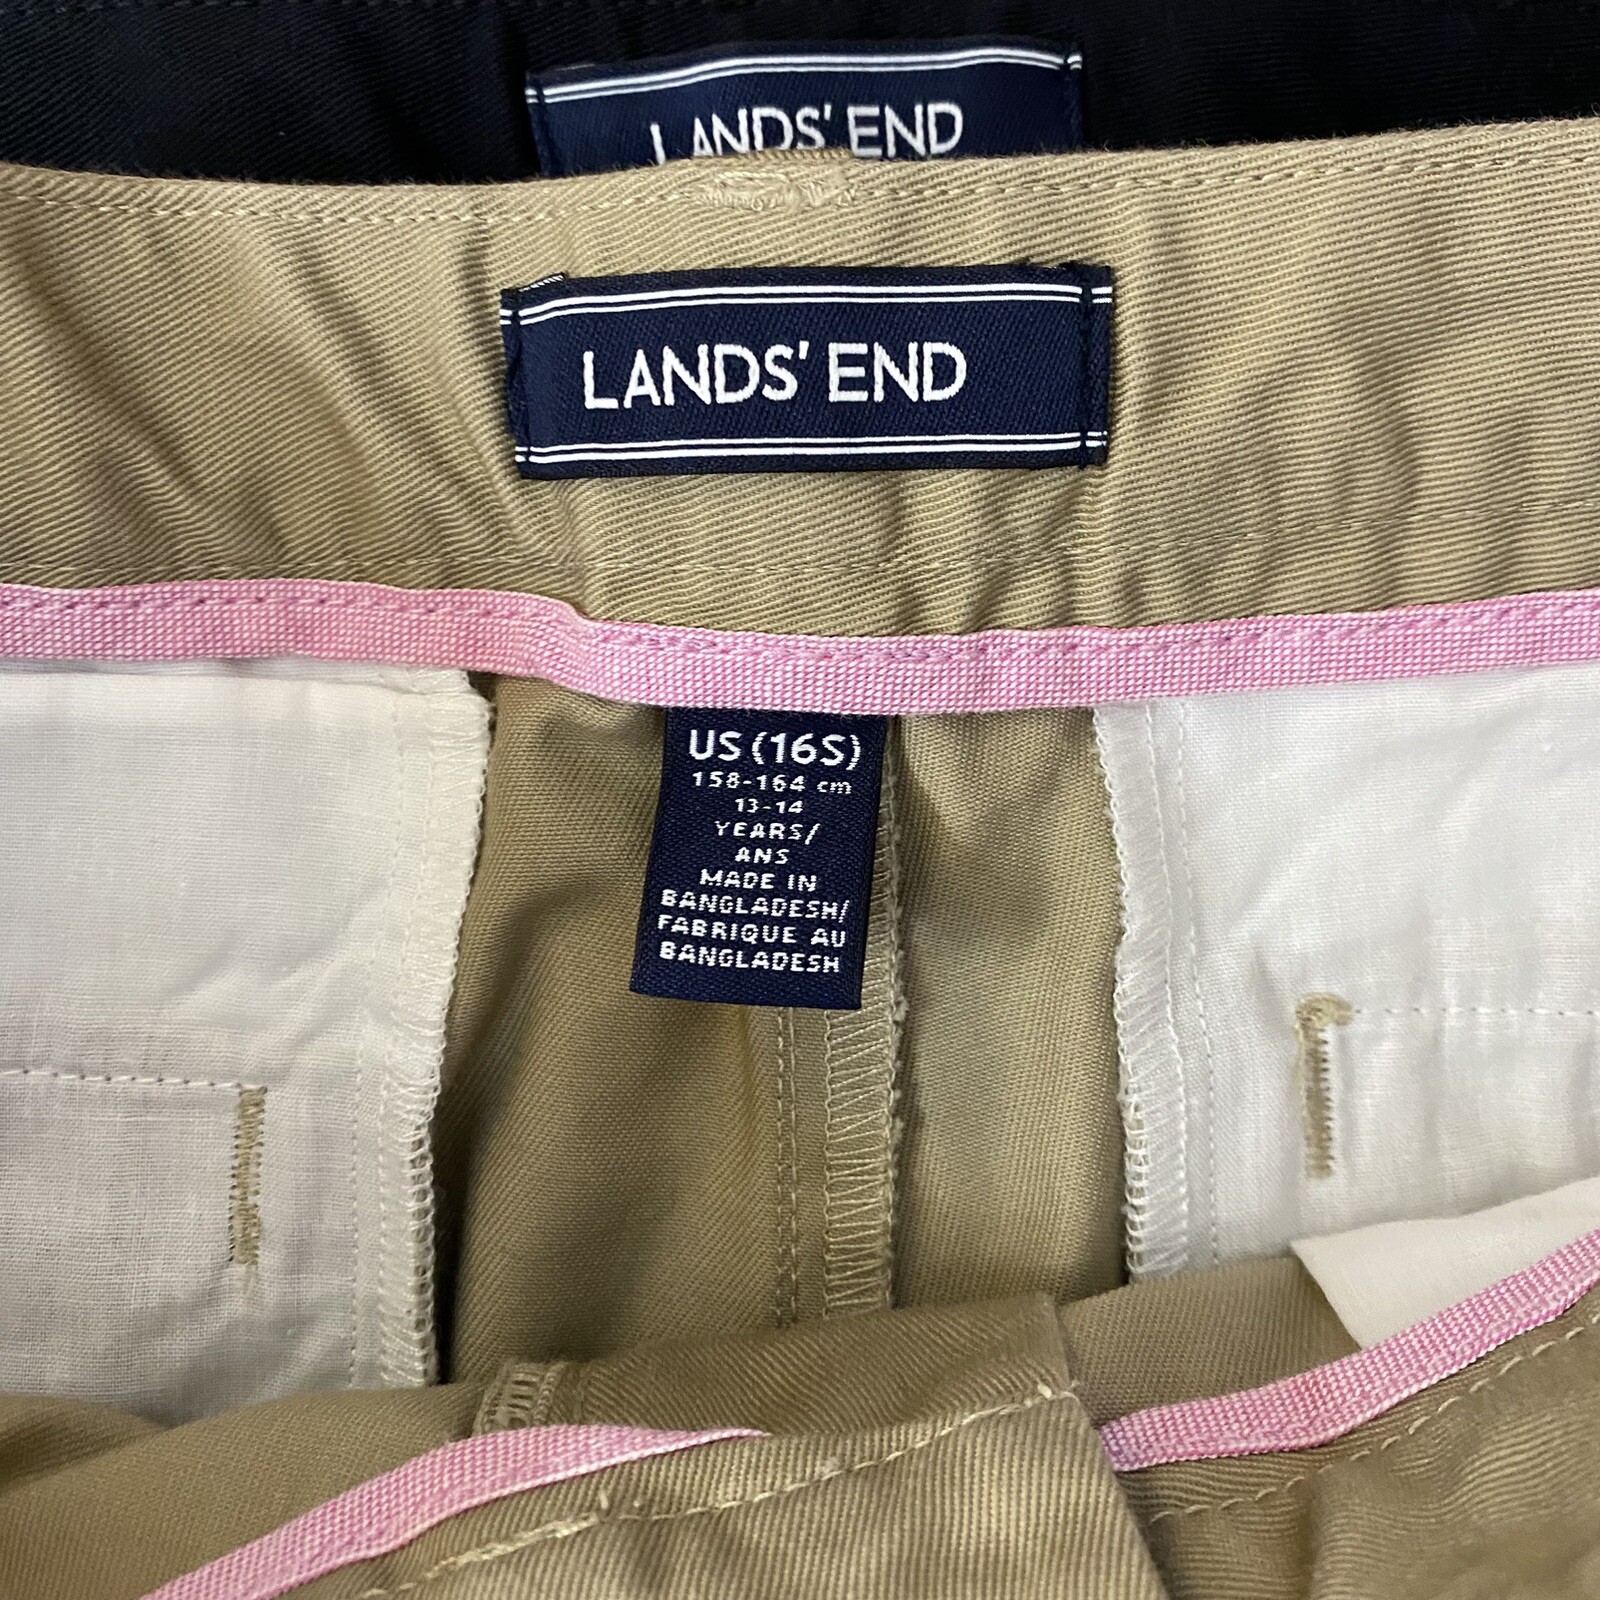 LANDS' END
LANDS' END
US (16S)
158-164 cm
13-14
YEARS/
ANS
MADE IN
BANGLADESH/
FABRIQUE AU
BANGLADESH